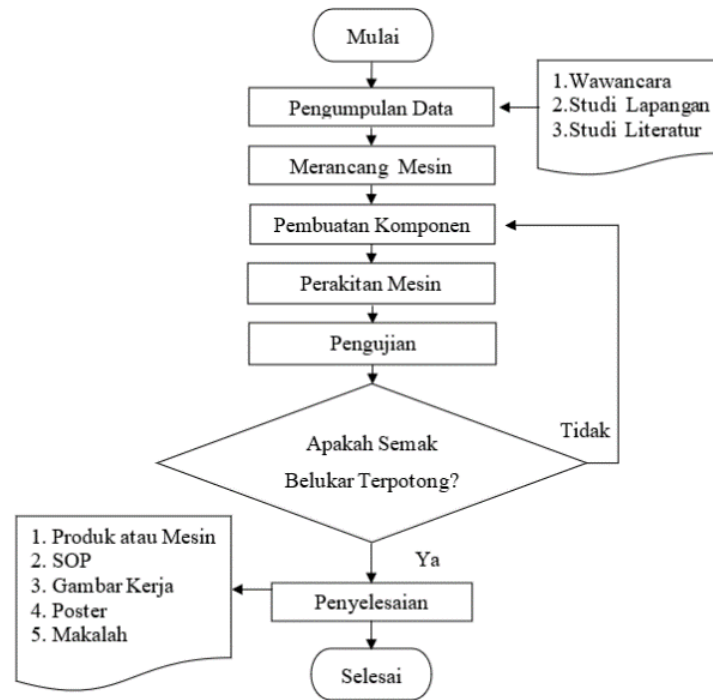 Mulai
Pengumpulan Data
1.Wawancara
2.Studi Lapangan
3.Studi Literatur
Merancang Mesin
Pembuatan Komponen
Perakitan Mesin
Pengujian
Apakah Semak
Belukar Terpotong?
Tidak
Ya
1. Produk atau Mesin
2. SOP
3. Gambar Kerja
4. Poster
5. Makalah
Penyelesaian
Selesai